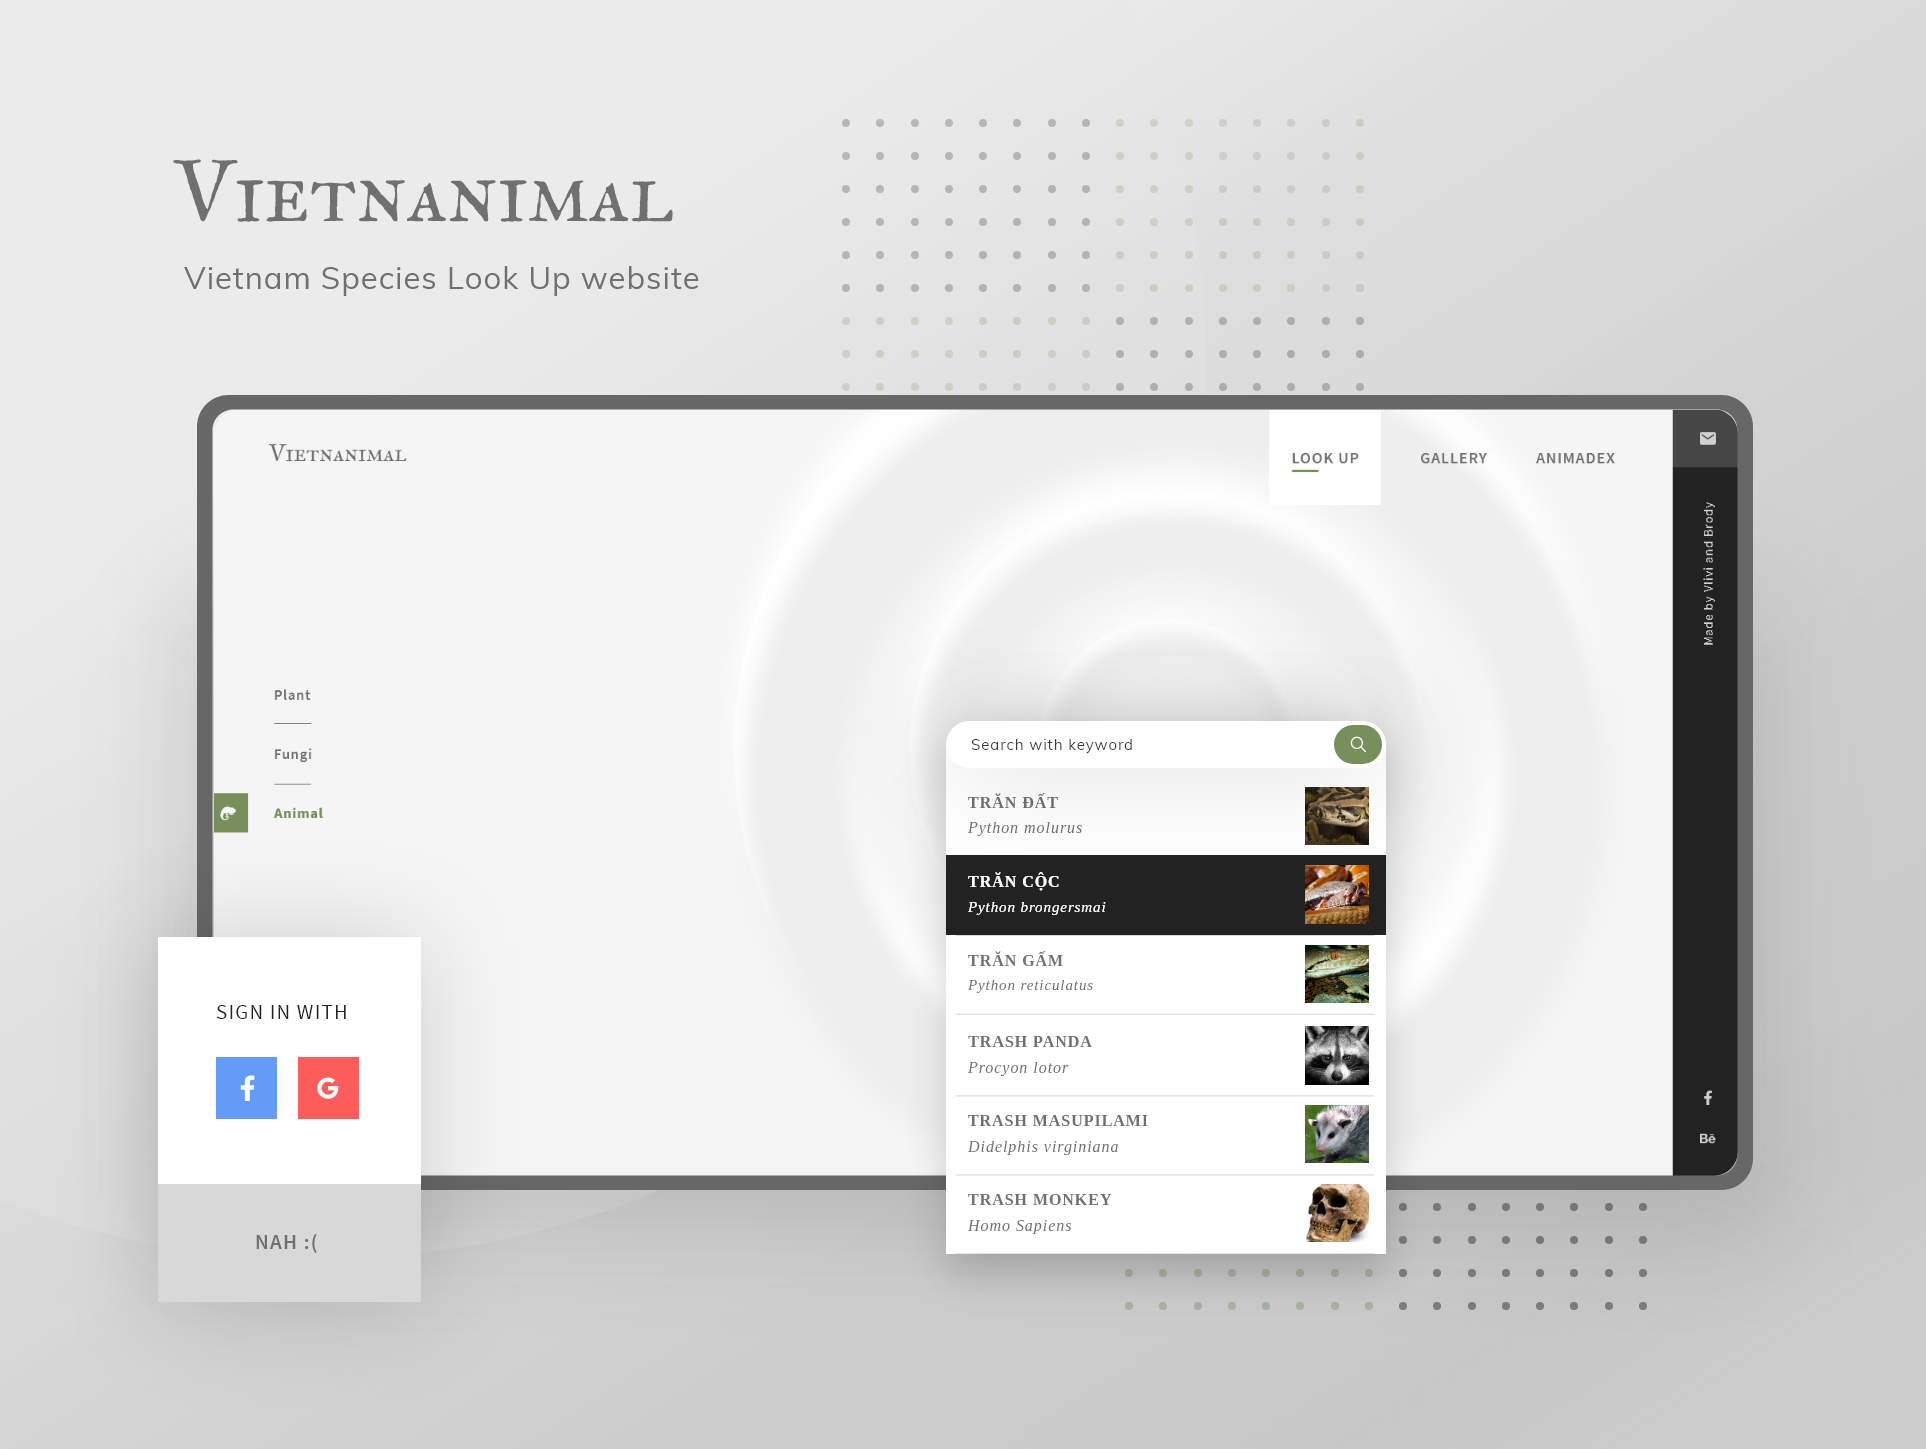 Vietnanimal
Vietnam Species Look Up website
Vietnanimal
LOOK UP
GALLERY
ANIMADEX
Made by Vlivi and Brody
Plant
Fungi
Animal
Search with keyword
TRĂN ĐẤT
Python molurus
TRĂN CỘC
Python brongersmai
TRĂN GẤM
Python reticulatus
TRASH PANDA
Procyon lotor
TRASH MASUPILAMI
Didelphis virginiana
TRASH MONKEY
Homo Sapiens
SIGN IN WITH
f
G
NAH :(
f
Bē